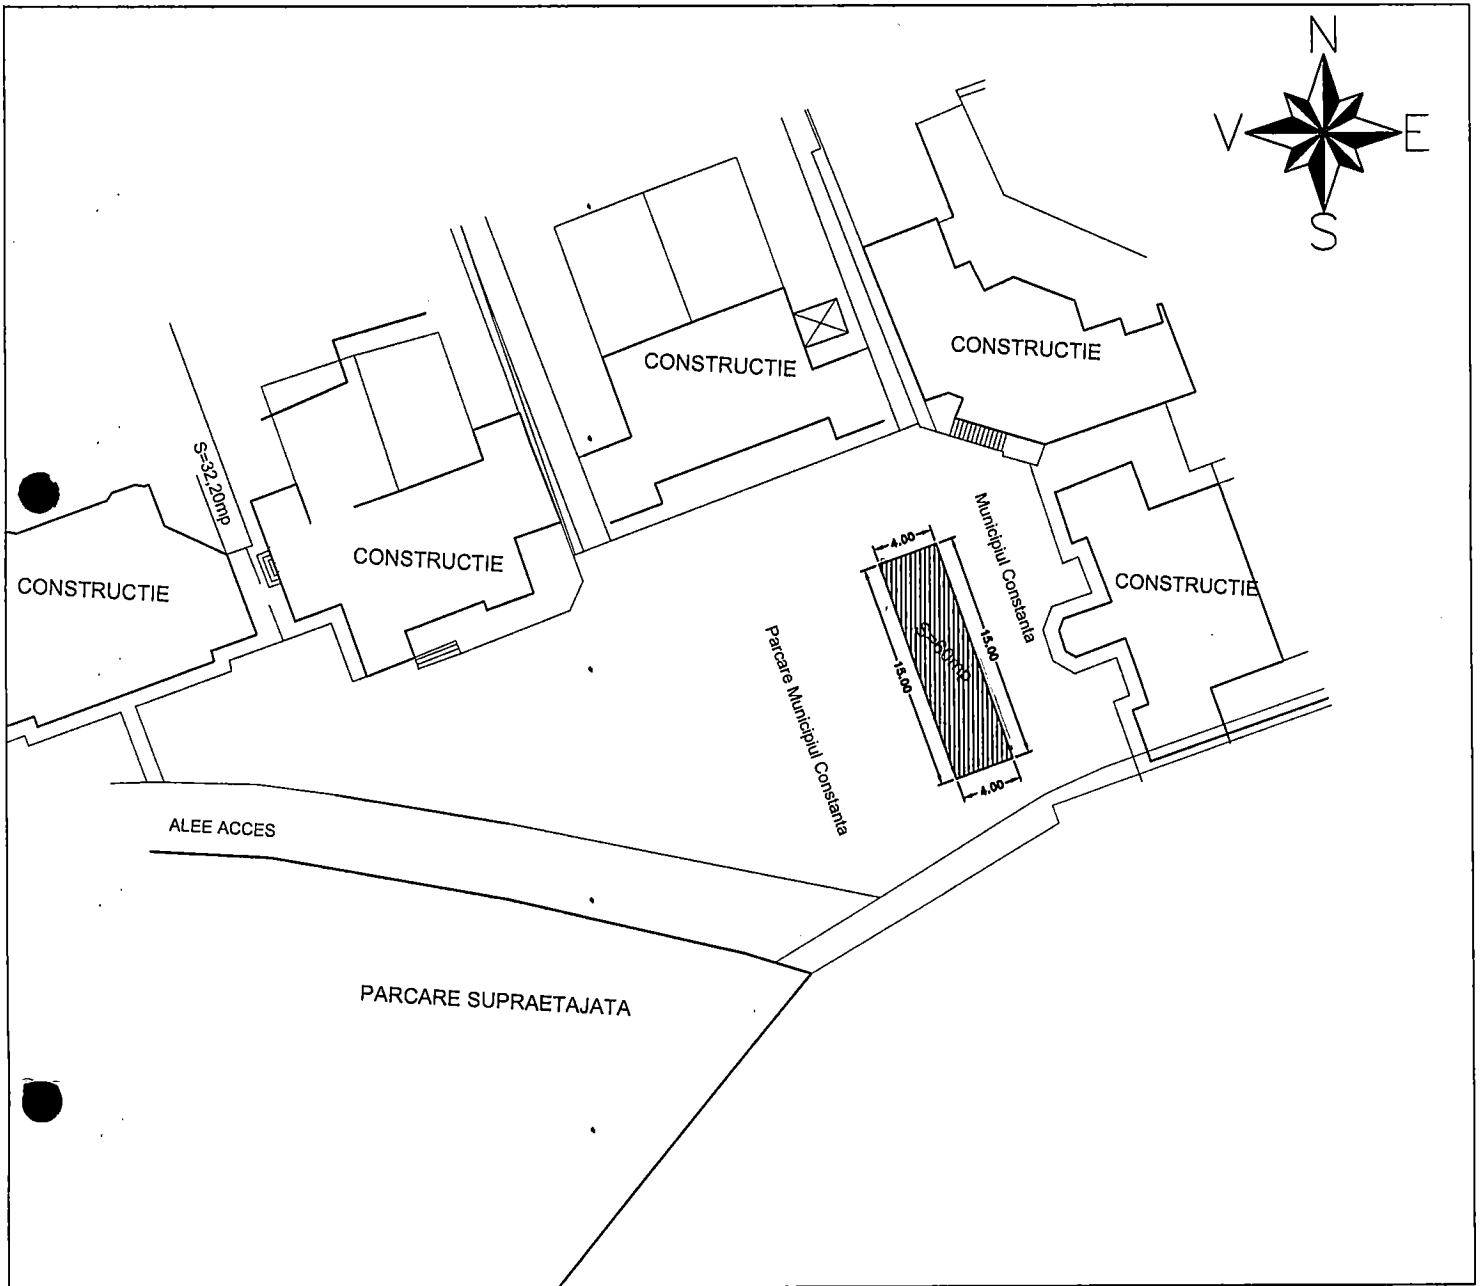 N
V
E
S
CONSTRUCTIE
CONSTRUCTIE
S=32,20mp
CONSTRUCTIE
CONSTRUCTIE
CONSTRUCTIE
Municipiul Constanta
4.00
15.00
S=60mp
15.00
4.00
Parcare Municipiul Constanta
ALEE ACCES
PARCARE SUPRAETAJATA